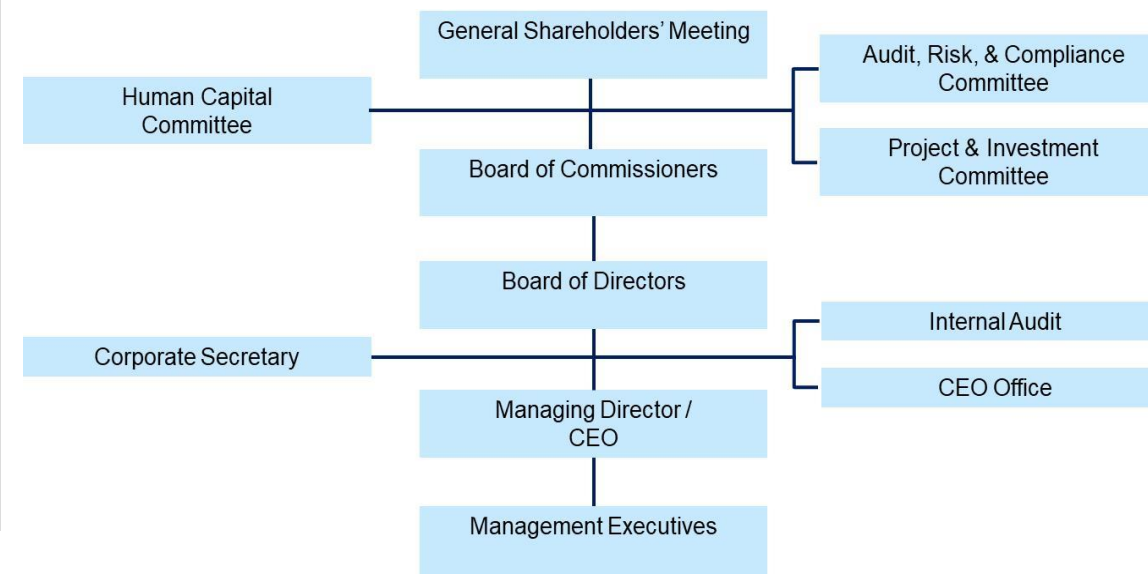 General Shareholders’ Meeting
Audit, Risk, & Compliance
Committee
Human Capital
Committee
Project & Investment
Committee
Board of Commissioners
Board of Directors
Internal Audit
Corporate Secretary
CEO Office
Managing Director /
CEO
Management Executives